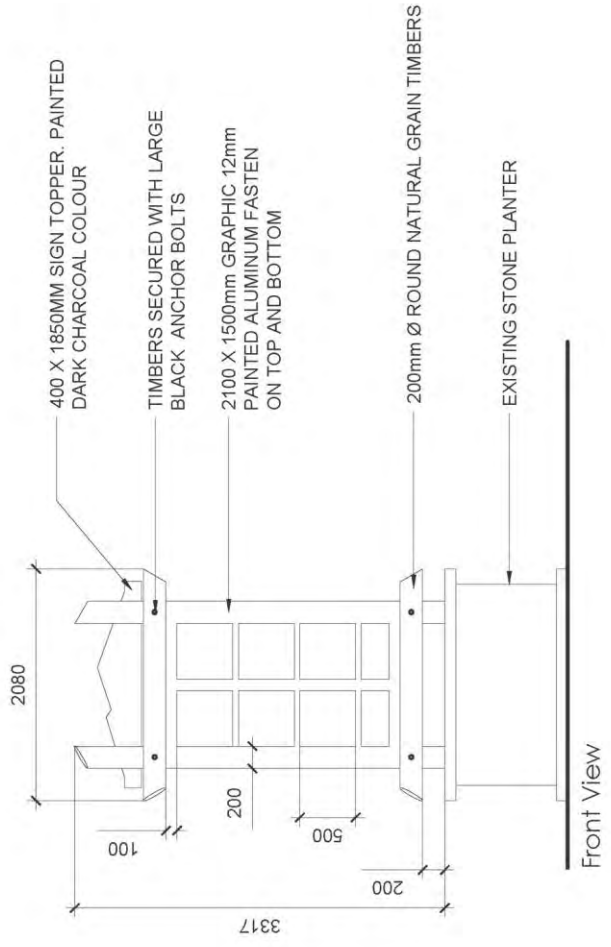 2080
400 X 1850MM SIGN TOPPER. PAINTED
DARK CHARCOAL COLOUR
TIMBERS SECURED WITH LARGE
BLACK ANCHOR BOLTS
2100 X 1500mm GRAPHIC 12mm
PAINTED ALUMINUM FASTEN
ON TOP AND BOTTOM
200mm Ø ROUND NATURAL GRAIN TIMBERS
EXISTING STONE PLANTER
100
200
500
200
3317
Front View